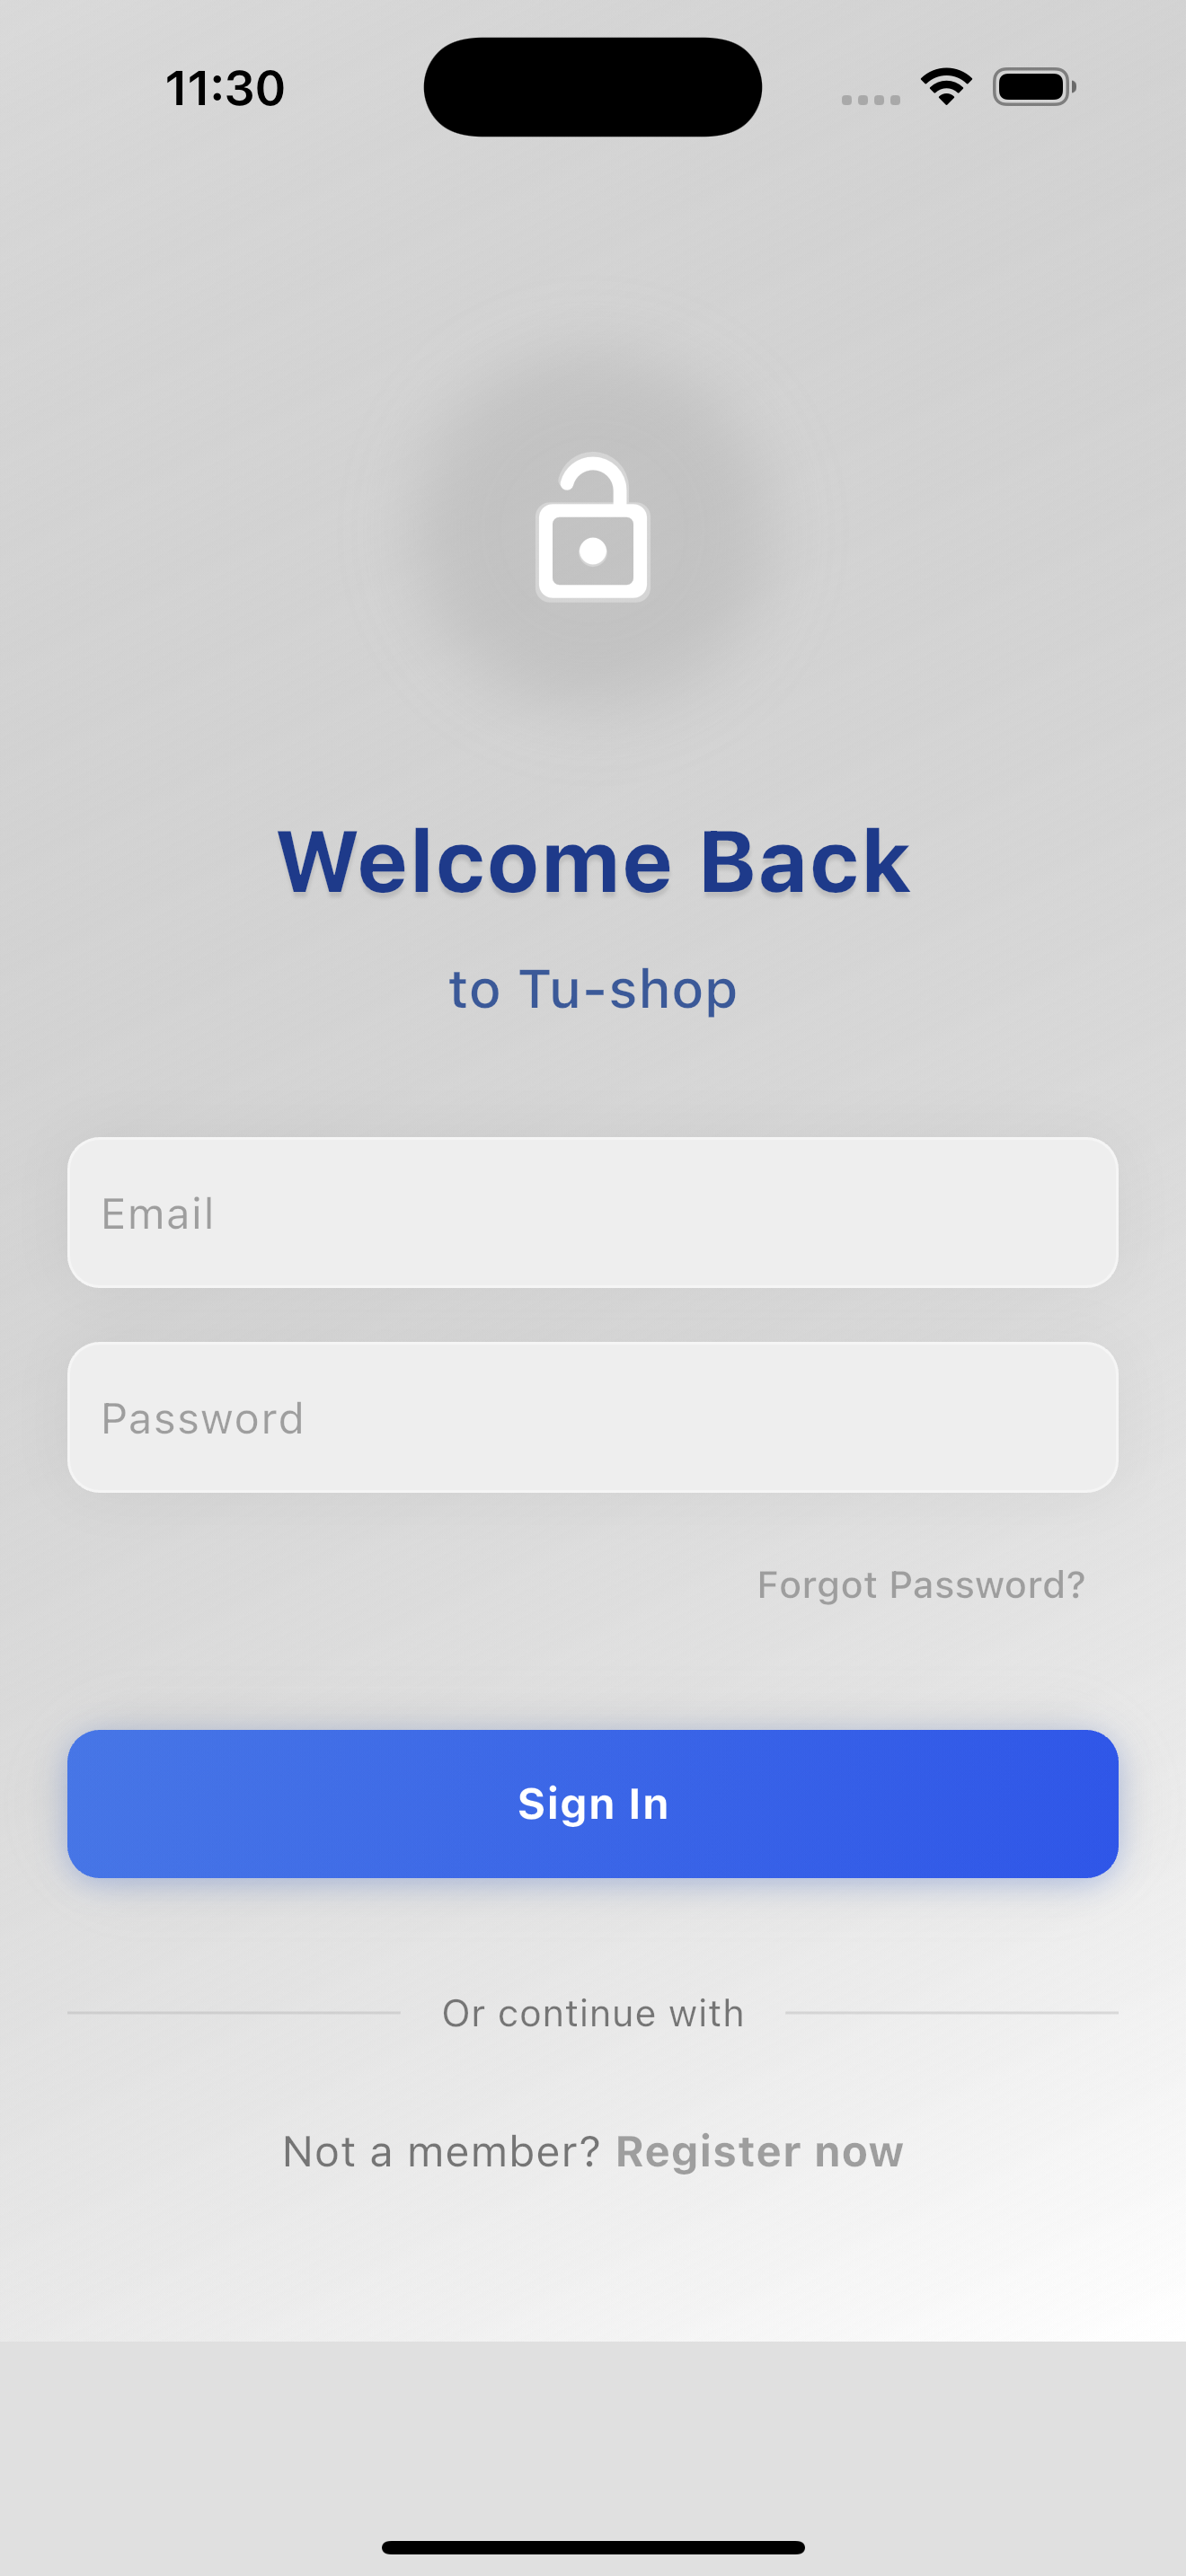 11:30
Welcome Back
to Tu-shop
Email
Password
Forgot Password?
Sign In
Or continue with
Not a member? Register now